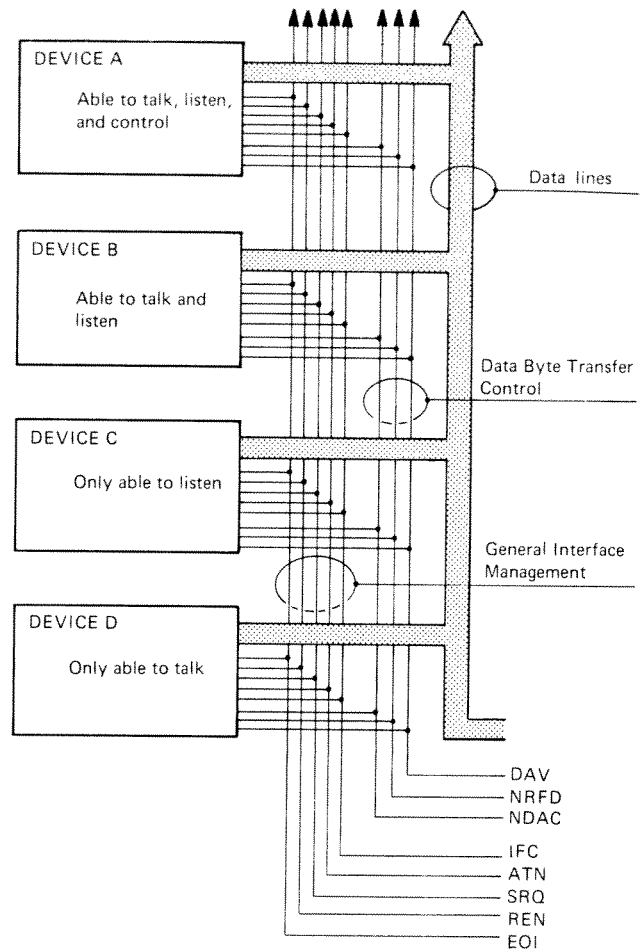 DEVICE A
Able to talk, listen,
and control
Data lines
DEVICE B
Able to talk and
listen
Data Byte Transfer
Control
DEVICE C
Only able to listen
General Interface
Management
DEVICE D
Only able to talk
DAV
NRFD
NDAC
IFC
ATN
SRQ
REN
EOI